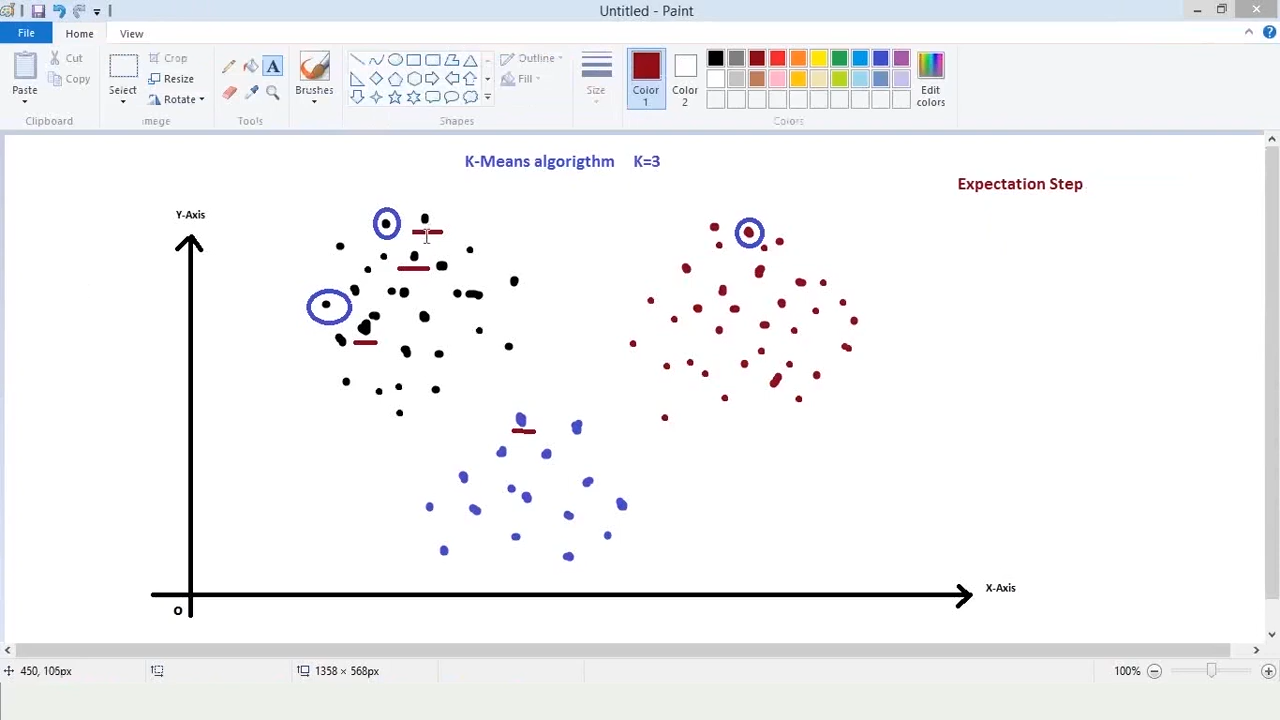 Untitled - Paint
File Home View
Paste
Cut
Copy
Clipboard
Select
Crop
Resize
Rotate
Image
A
Tools
Brushes
Outline
Fill
Shapes
Size
Color 1
Color 2
Edit colors
Colors
K-Means algorigthm K=3
Expectation Step
Y-Axis
X-Axis
O
450, 105px
1358 × 568px
100%